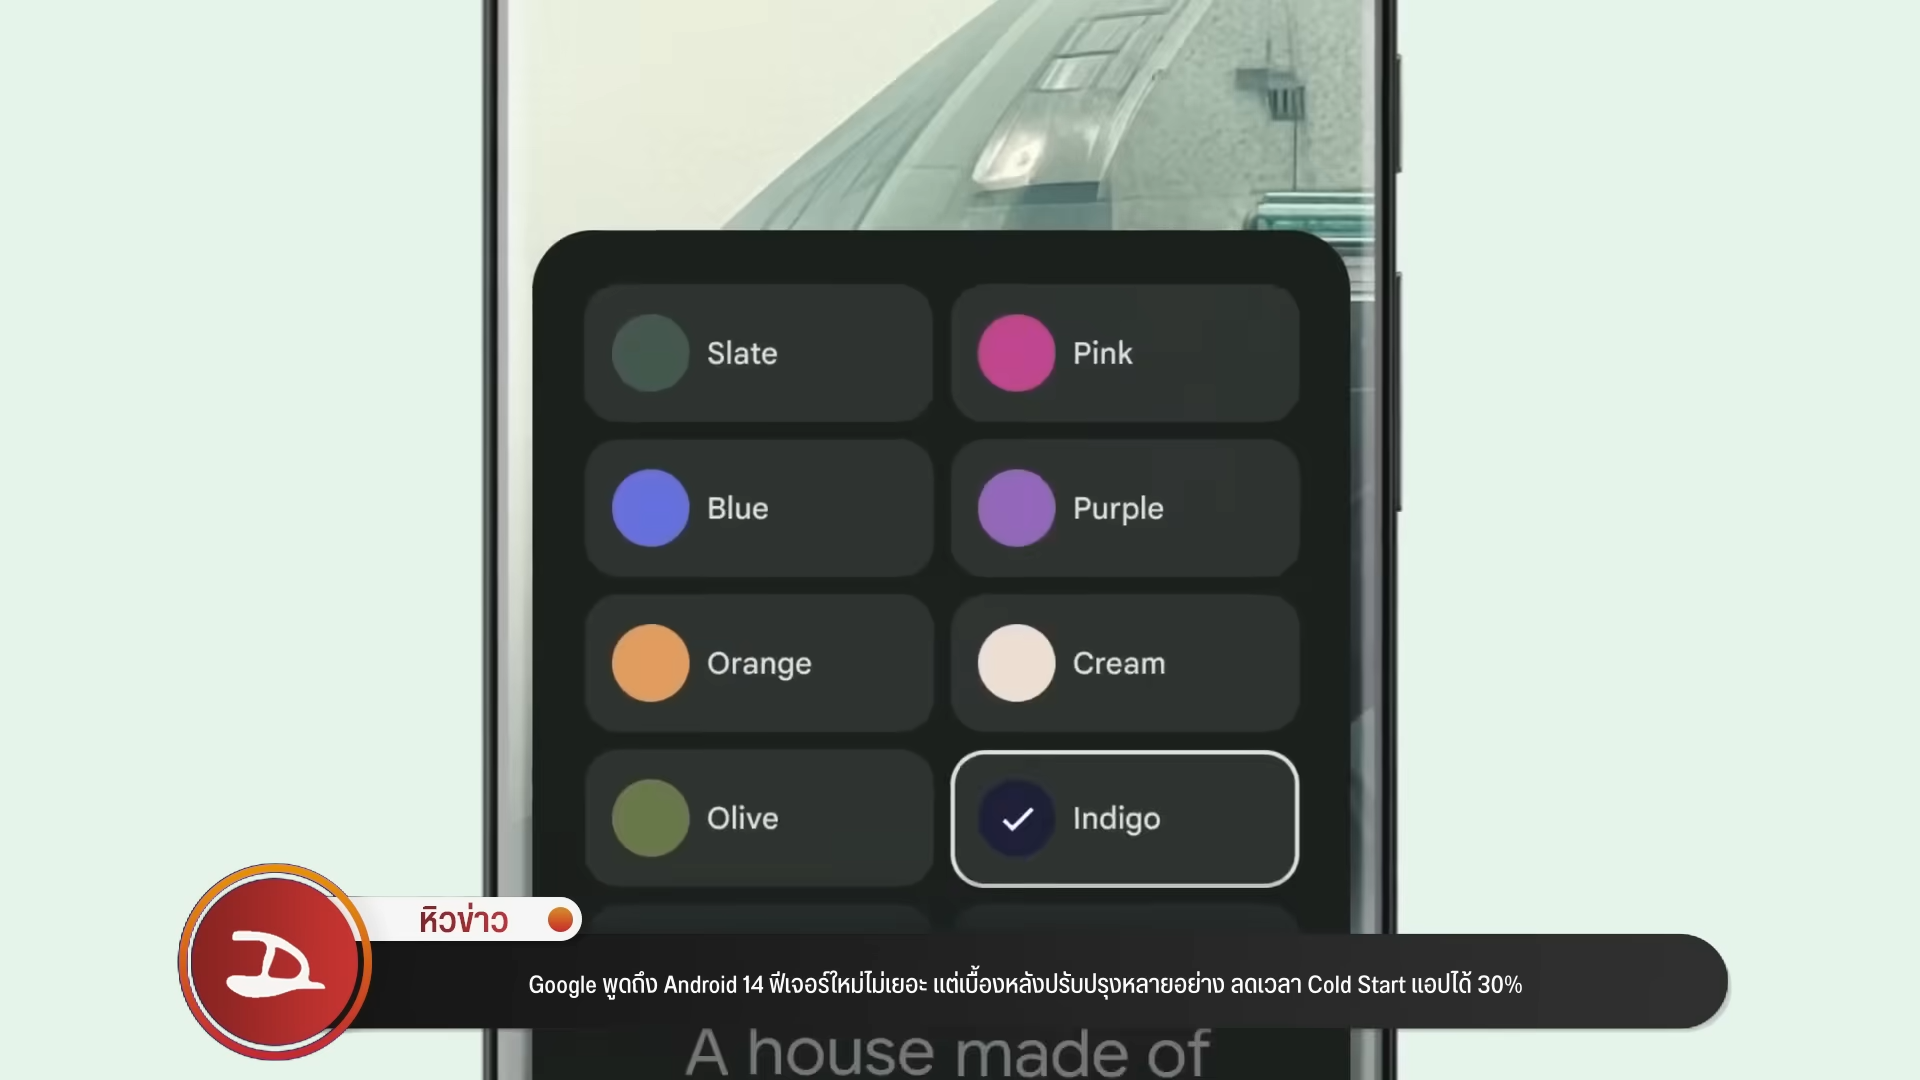 Slate
Pink
Blue
Purple
Orange
Cream
Olive
Indigo
หิวข่าว
Google พูดถึง Android 14 ฟีเจอร์ใหม่ไม่เยอะ แต่เบื้องหลังปรับปรุงหลายอย่าง ลดเวลา Cold Start แอปได้ 30%
A house made of